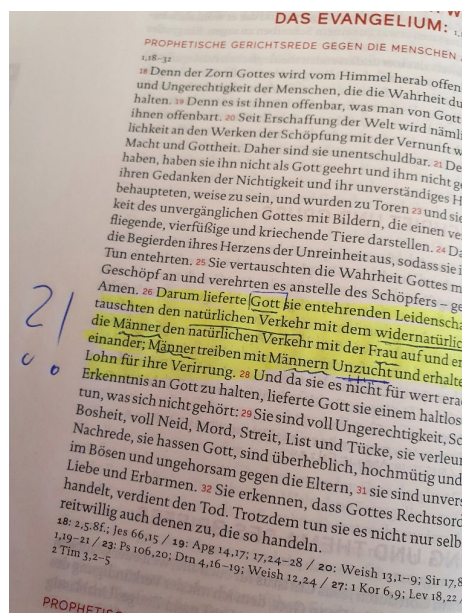 DAS EVANGELIUM:
PROPHETISCHE GERICHTSREDE GEGEN DIE MENSCHEN
1,18–32
18 Denn der Zorn Gottes wird vom Himmel herab offen
und Ungerechtigkeit der Menschen, die die Wahrheit du
halten. 19 Denn es ist ihnen offenbar, was man von Gott
ihnen offenbart. 20 Seit Erschaffung der Welt wird näml
lichkeit an den Werken der Schöpfung mit der Vernunft w
Macht und Gottheit. Daher sind sie unentschuldbar. 21 De
haben, haben sie ihn nicht als Gott geehrt und ihm nicht ge
ihren Gedanken der Nichtigkeit und ihr unverständiges H
behaupteten, weise zu sein, und wurden zu Toren 23 und sie
keit des unvergänglichen Gottes mit Bildern, die einen ve
fliegende, vierfüßige und kriechende Tiere darstellen. 24 Da
die Begierden ihres Herzens der Unreinheit aus, sodass sie i
Tun entehrten. 25 Sie vertauschten die Wahrheit Gottes m
Geschöpf an und verehrten es anstelle des Schöpfers – ge
Amen. 26 Darum lieferte Gott sie entehrenden Leidenscha
tauschten den natürlichen Verkehr mit dem widernatürlic
die Männer den natürlichen Verkehr mit der Frau auf und en
einander; Männer treiben mit Männern Unzucht und erhalte
Lohn für ihre Verirrung. 28 Und da sie es nicht für wert erac
Erkenntnis an Gott zu halten, lieferte Gott sie einem haltlos
tun, was sich nicht gehört: 29 Sie sind voll Ungerechtigkeit, Sc
Bosheit, voll Neid, Mord, Streit, List und Tücke, sie verleun
Nachrede, sie hassen Gott, sind überheblich, hochmütig und
im Bösen und ungehorsam gegen die Eltern, 31 sie sind unvers
Liebe und Erbarmen. 32 Sie erkennen, dass Gottes Rechtsord
handelt, verdient den Tod. Trotzdem tun sie es nicht nur selb
reitwillig auch denen zu, die so handeln.
18: 2,5.8f.; Jes 66,15 / 19: Apg 14,17; 17,24–28 / 20: Weish 13,1–9; Sir 17,8
1,19–21 / 23: Ps 106,20; Dtn 4,16–19; Weish 12,24 / 27: 1 Kor 6,9; Lev 18,22
2 Tim 3,2–5
?!